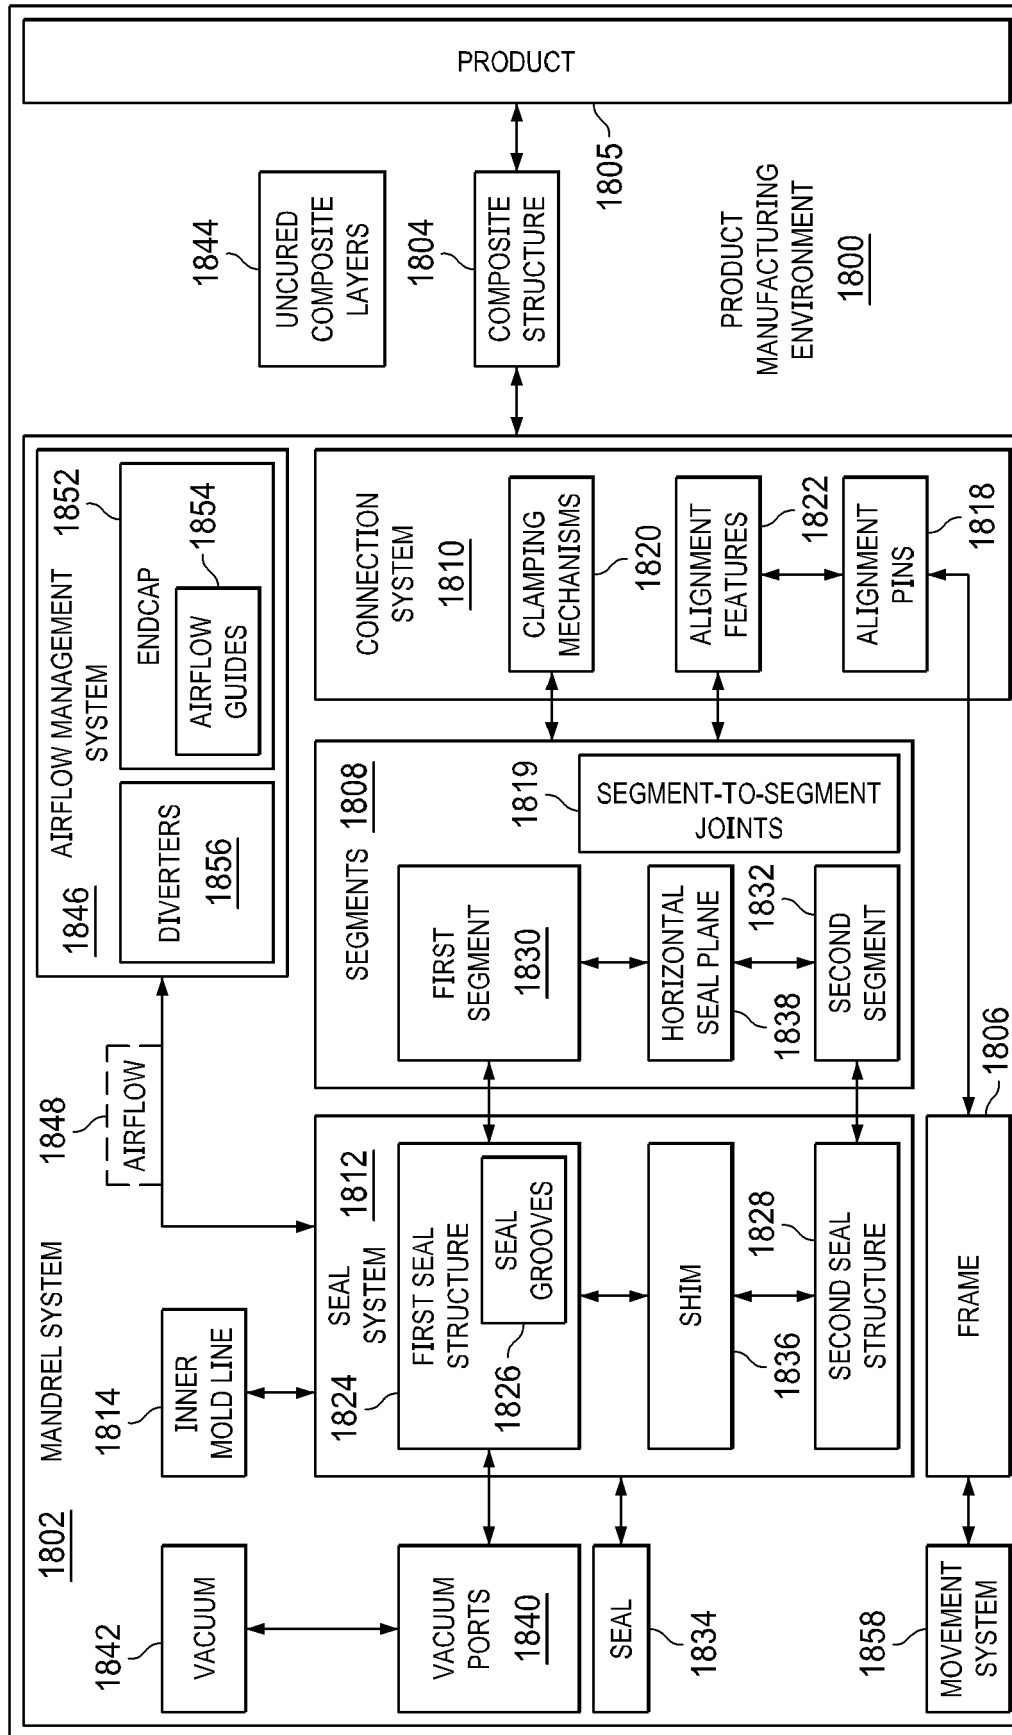 PRODUCT
MANUFACTURING
ENVIRONMENT
1800
MANDREL SYSTEM
1802
1842
VACUUM
1814
INNER
MOLD LINE
1848
AIRFLOW
1846
AIRFLOW MANAGEMENT
SYSTEM
DIVERTERS
1856
1852
ENDCAP
1854
AIRFLOW
GUIDES
VACUUM
PORTS
1840
SEAL
1834
SEAL
SYSTEM
1812
1824
FIRST SEAL
STRUCTURE
SEAL
GROOVES
1826
SHIM
1836
1828
SECOND SEAL
STRUCTURE
SEGMENTS
1808
FIRST
SEGMENT
1830
HORIZONTAL
SEAL PLANE
1838
1832
SECOND
SEGMENT
1819
SEGMENT-TO-SEGMENT
JOINTS
CONNECTION
SYSTEM
1810
CLAMPING
MECHANISMS
1820
ALIGNMENT
FEATURES
1822
ALIGNMENT
PINS
1818
1858
MOVEMENT
SYSTEM
FRAME
1806
1844
UNCURED
COMPOSITE
LAYERS
1804
COMPOSITE
STRUCTURE
PRODUCT
1805